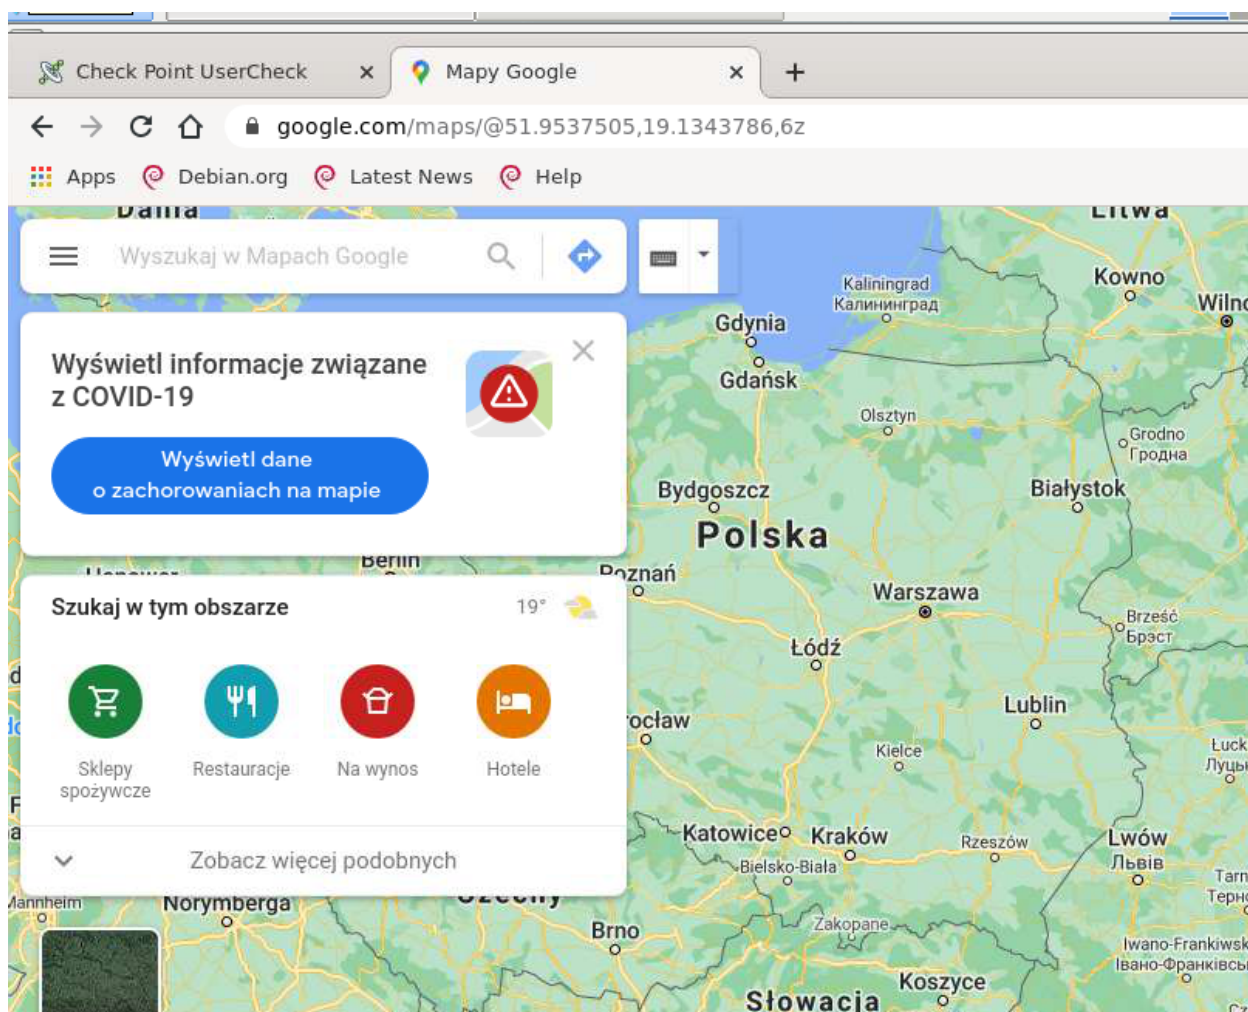 Check Point UserCheck
Mapy Google
google.com/maps/@51.9537505,19.1343786,6z
Apps
Debian.org
Latest News
Help
Dania
Litwa
Wyszukaj w Mapach Google
Kaliningrad
Калининград
Kowno
Gdynia
Gdańsk
Wyświetl informacje związane
z COVID-19
Wyświetl dane
o zachorowaniach na mapie
Olsztyn
Grodno
Гродна
Bydgoszcz
Białystok
Polska
Berlin
Poznań
Szukaj w tym obszarze
19°
Warszawa
Brześć
Брэст
Łódź
Lublin
Kielce
Łuck
Sklepy
spożywcze
Restauracje
Na wynos
Hotele
Katowice
Kraków
Rzeszów
Lwów
Львів
Bielsko-Biała
Zobacz więcej podobnych
Mannheim
Norymberga
Czechy
Brno
Zakopane
Iwano-Frankiwsk
Koszyce
Słowacja